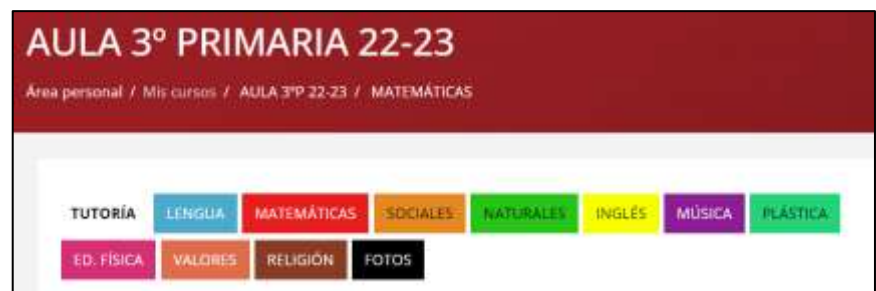 AULA 3º PRIMARIA 22-23
Área personal / Mis cursos / AULA 3ºP 22-23 / MATEMÁTICAS
TUTORÍA LENGUA MATEMÁTICAS SOCIALES NATURALES INGLÉS MÚSICA PLÁSTICA
ED. FÍSICA VALORES RELIGIÓN FOTOS